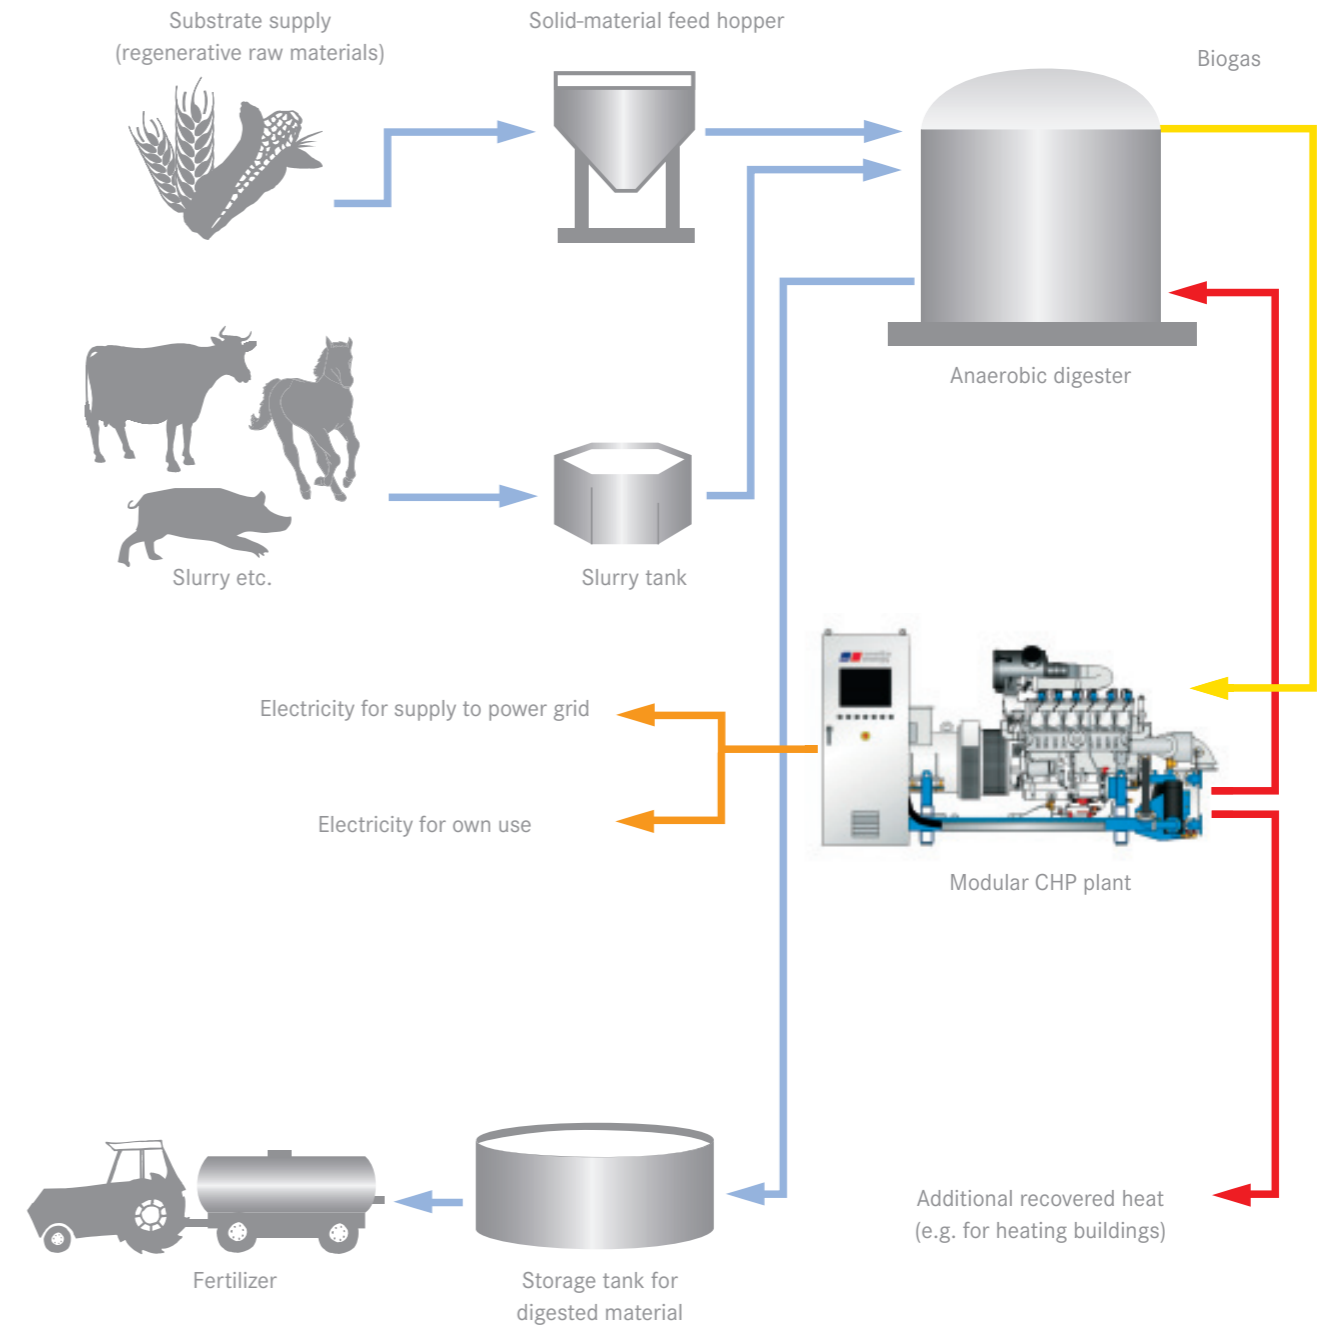 Substrate supply
(regenerative raw materials)
Solid-material feed hopper
Biogas
Anaerobic digester
Slurry etc.
Slurry tank
Electricity for supply to power grid
Electricity for own use
Modular CHP plant
Additional recovered heat
(e.g. for heating buildings)
Fertilizer
Storage tank for
digested material